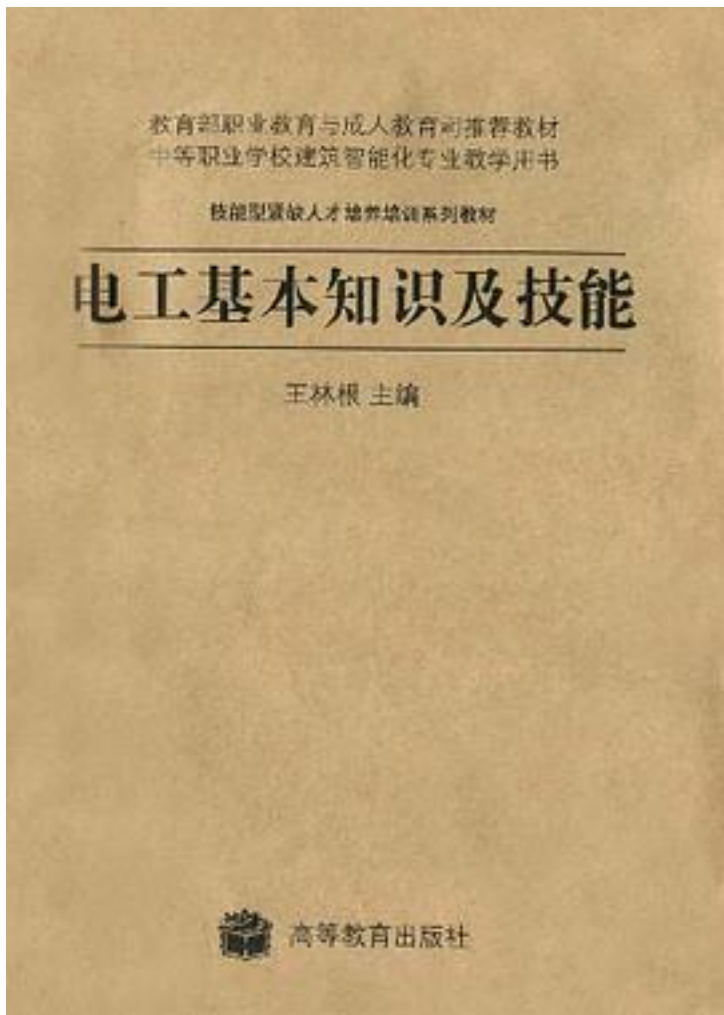 教育部职业教育与成人教育司推荐教材
中等职业学校建筑智能化专业教学用书
技能型紧缺人才培养培训系列教材
电工基本知识及技能
王林根 主编
高等教育出版社